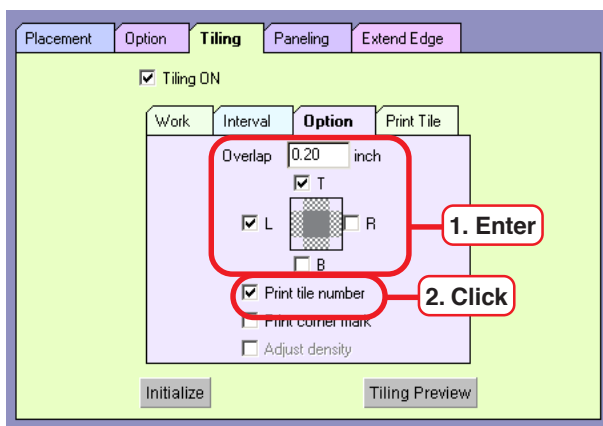 Placement Option Tiling Paneling Extend Edge
Tiling ON
Work Interval Option Print Tile
Overlap 0.20 inch
T
L R
1. Enter
B
Print tile number
2. Click
Print corner mark
Adjust density
Initialize Tiling Preview